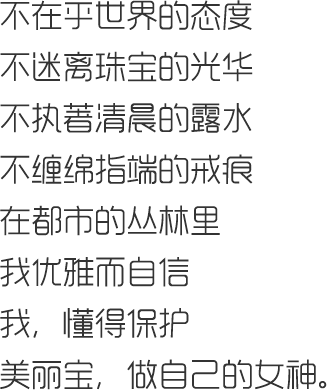 不在乎世界的态度
不迷离珠宝的光华
不执著清晨的露水
不缠绵指端的戒痕
在都市的丛林里
我优雅而自信
我，懂得保护
美丽宝，做自己的女神。